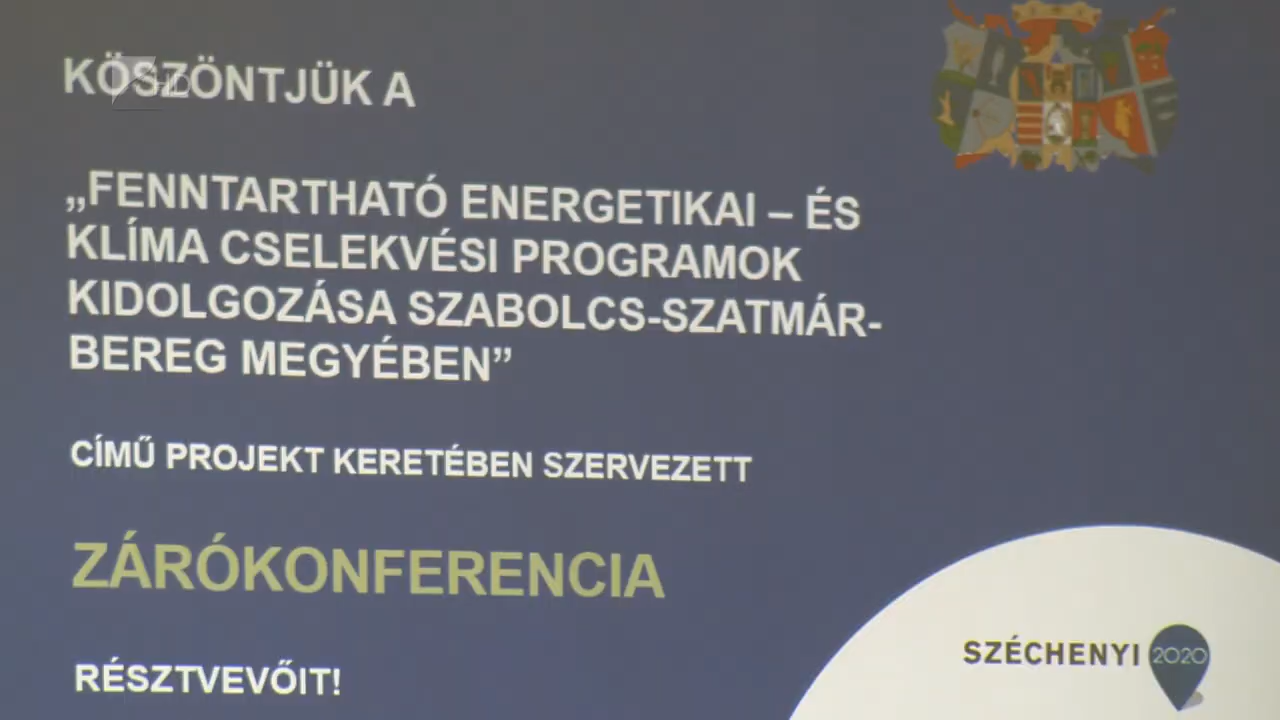 KÖSZÖNTJÜK A
HD
„FENNTARTHATÓ ENERGETIKAI – ÉS
KLÍMA CSELEKVÉSI PROGRAMOK
KIDOLGOZÁSA SZABOLCS-SZATMÁR-
BEREG MEGYÉBEN”
CÍMŰ PROJEKT KERETÉBEN SZERVEZETT
ZÁRÓKONFERENCIA
RÉSZTVEVŐIT!
SZÉCHENYI 2020